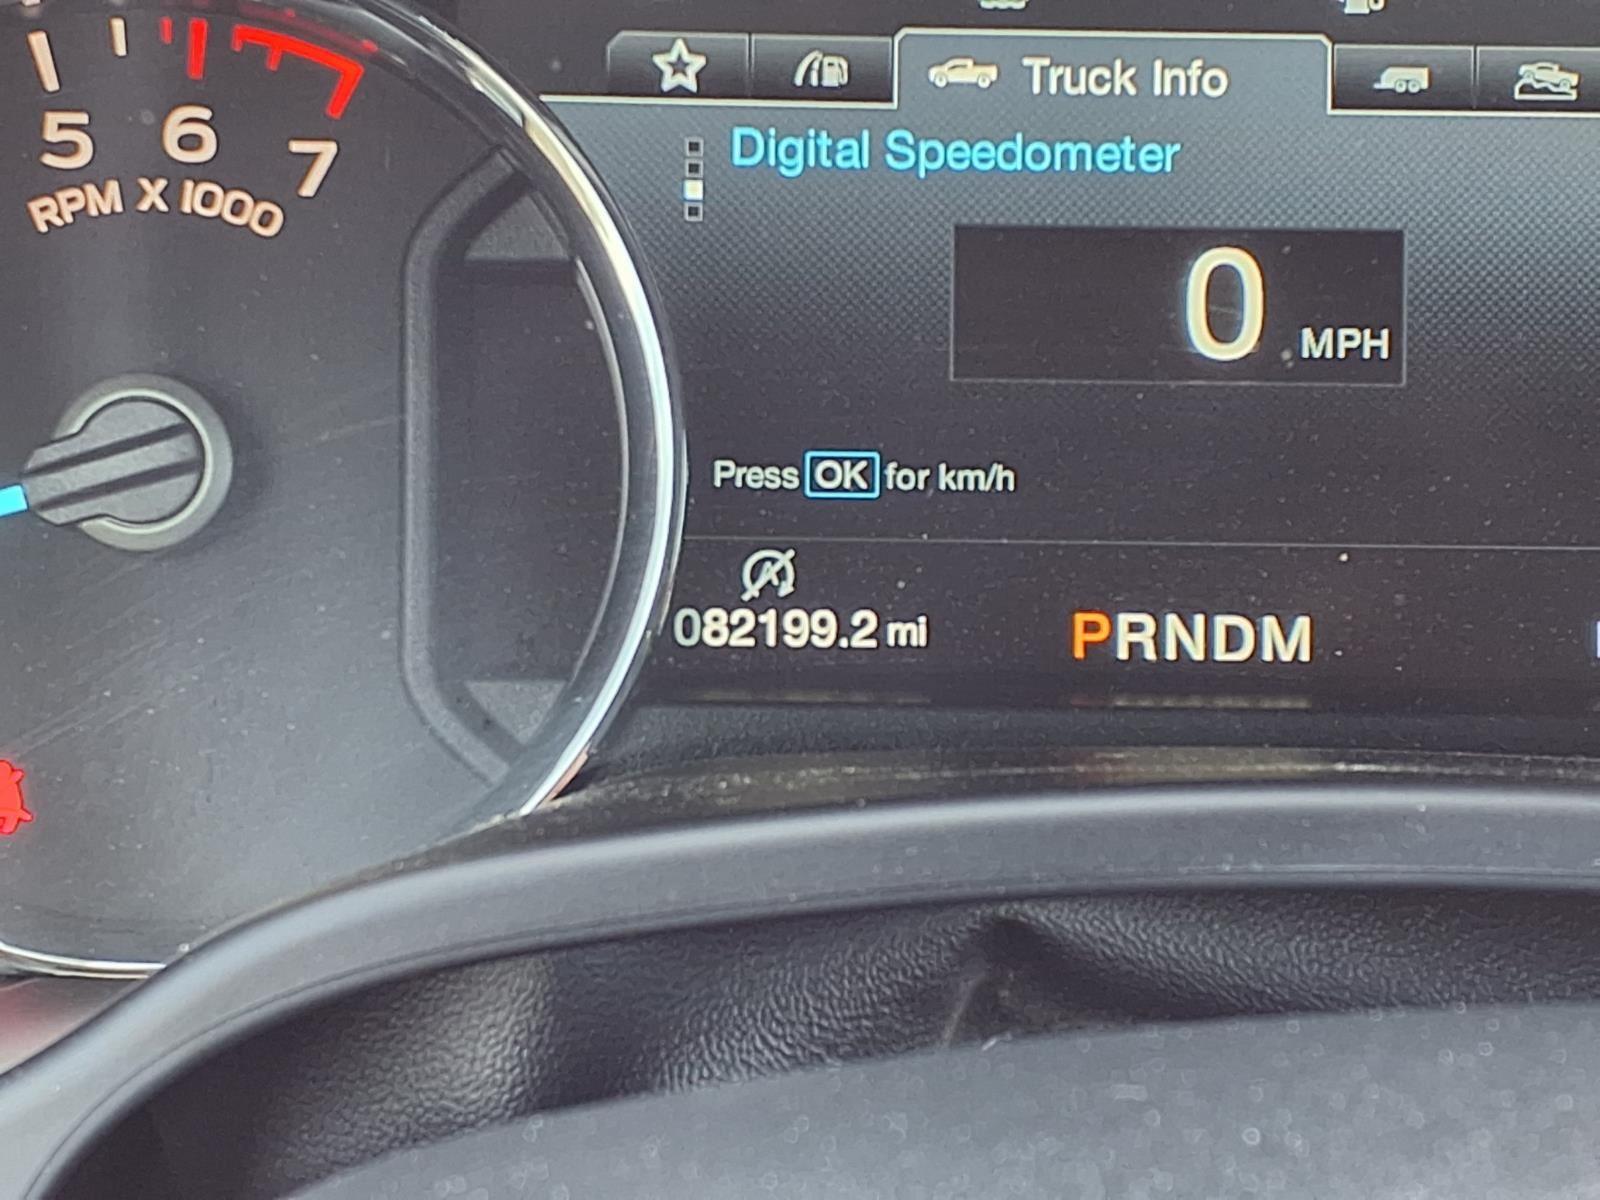 5 6 7
RPM X 1000
Truck Info
Digital Speedometer
0 MPH
Press OK for km/h
A
082199.2 mi
PRNDM